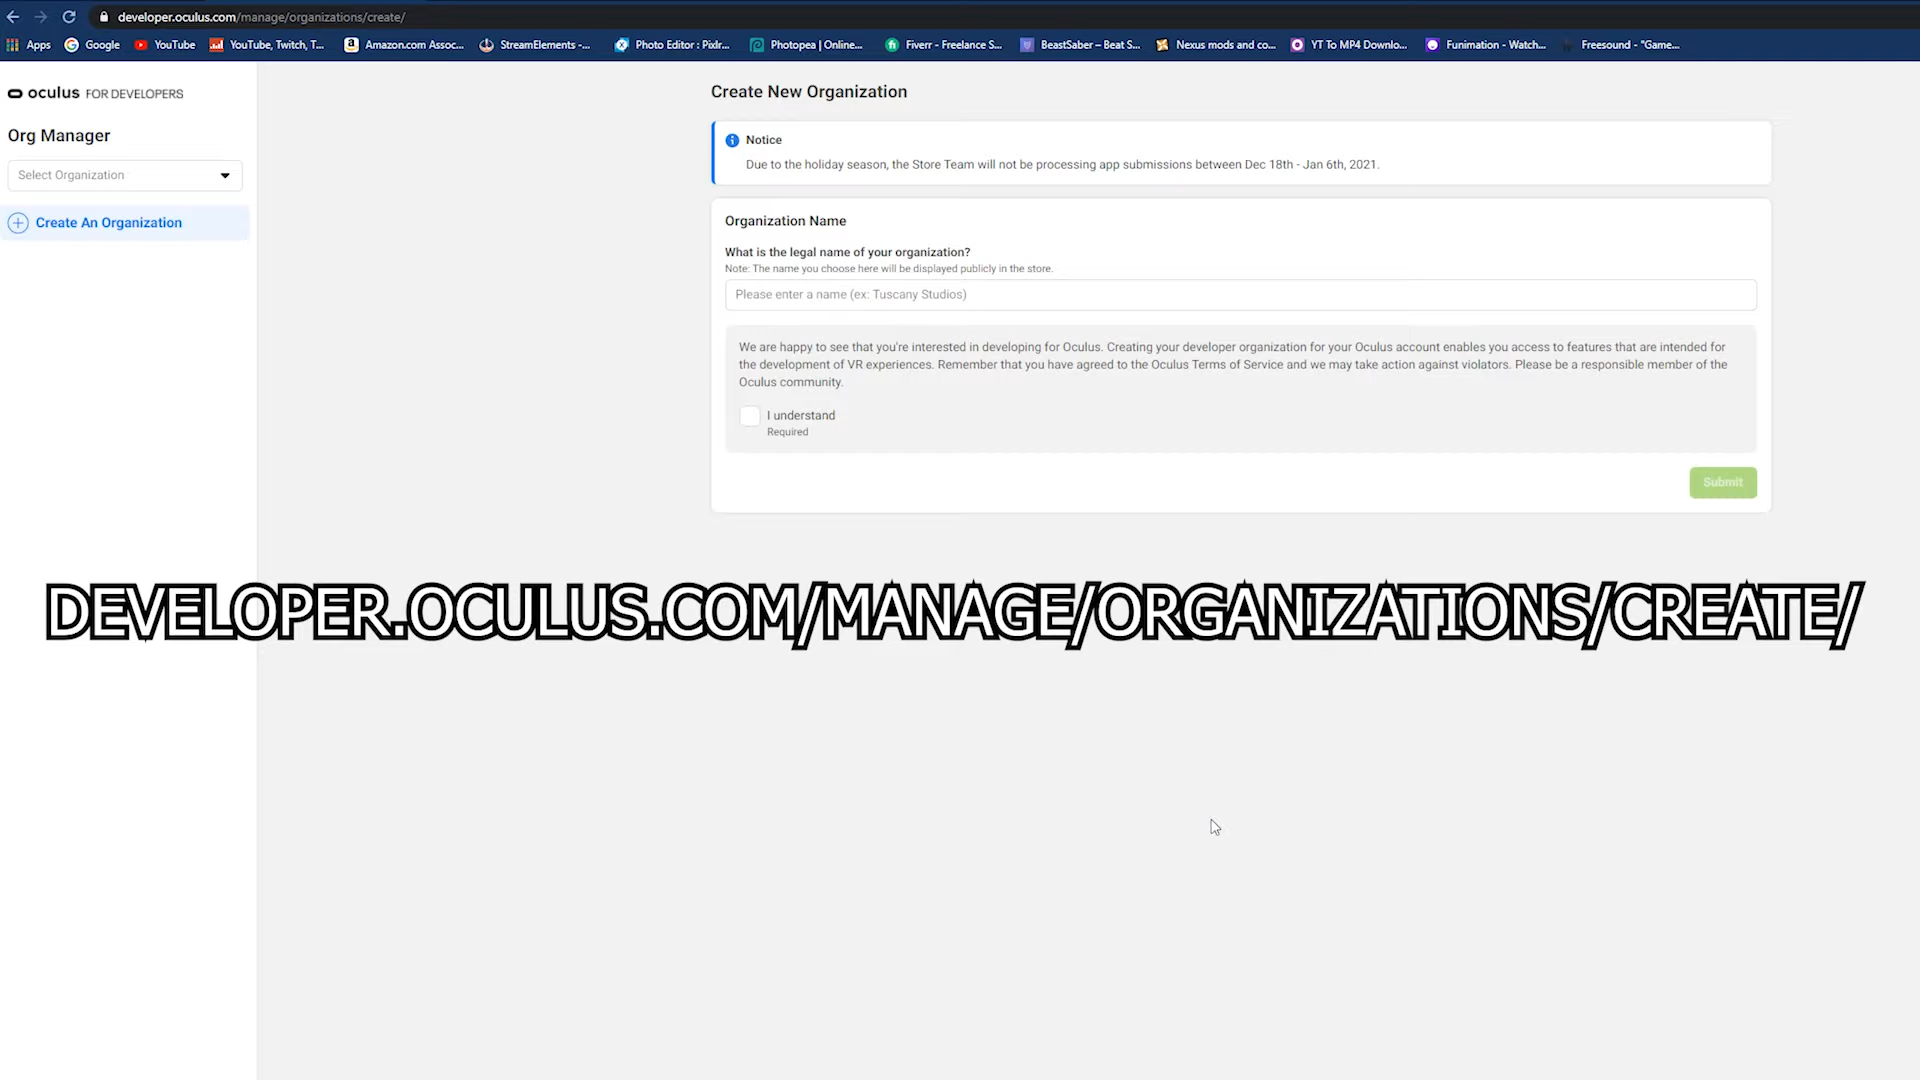 developer.oculus.com/manage/organizations/create/
Apps Google YouTube YouTube, Twitch, T... Amazon.com Assoc... StreamElements -... Photo Editor : Pixlr... Photopea | Online... Fiverr - Freelance S... BeastSaber – Beat S... Nexus mods and co... YT To MP4 Downlo... Funimation - Watch... Freesound - "Game...
oculus FOR DEVELOPERS
Org Manager
Select Organization
Create An Organization
Create New Organization
Notice
Due to the holiday season, the Store Team will not be processing app submissions between Dec 18th - Jan 6th, 2021.
Organization Name
What is the legal name of your organization?
Note: The name you choose here will be displayed publicly in the store.
Please enter a name (ex: Tuscany Studios)
We are happy to see that you're interested in developing for Oculus. Creating your developer organization for your Oculus account enables you access to features that are intended for
the development of VR experiences. Remember that you have agreed to the Oculus Terms of Service and we may take action against violators. Please be a responsible member of the
Oculus community.
I understand
Required
Submit
DEVELOPER.OCULUS.COM/MANAGE/ORGANIZATIONS/CREATE/